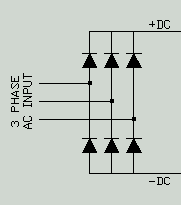 +DC
3 PHASE
AC INPUT
-DC